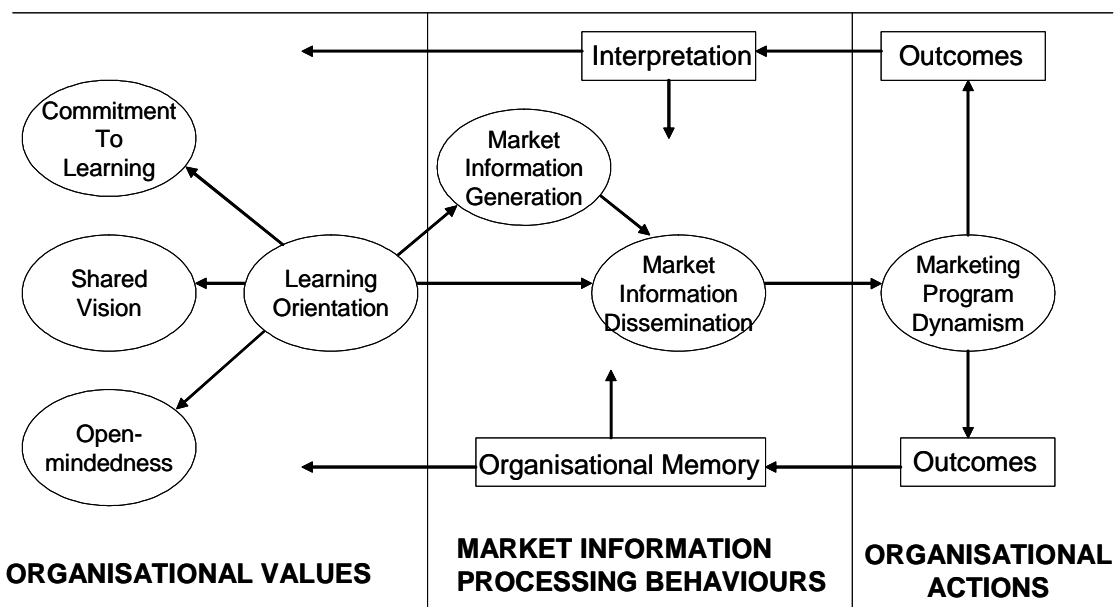 Interpretation
Outcomes
Commitment
To
Learning
Market
Information
Generation
Shared
Vision
Learning
Orientation
Market
Information
Dissemination
Marketing
Program
Dynamism
Open-
mindedness
Organisational Memory
Outcomes
ORGANISATIONAL VALUES
MARKET INFORMATION
PROCESSING BEHAVIOURS
ORGANISATIONAL
ACTIONS